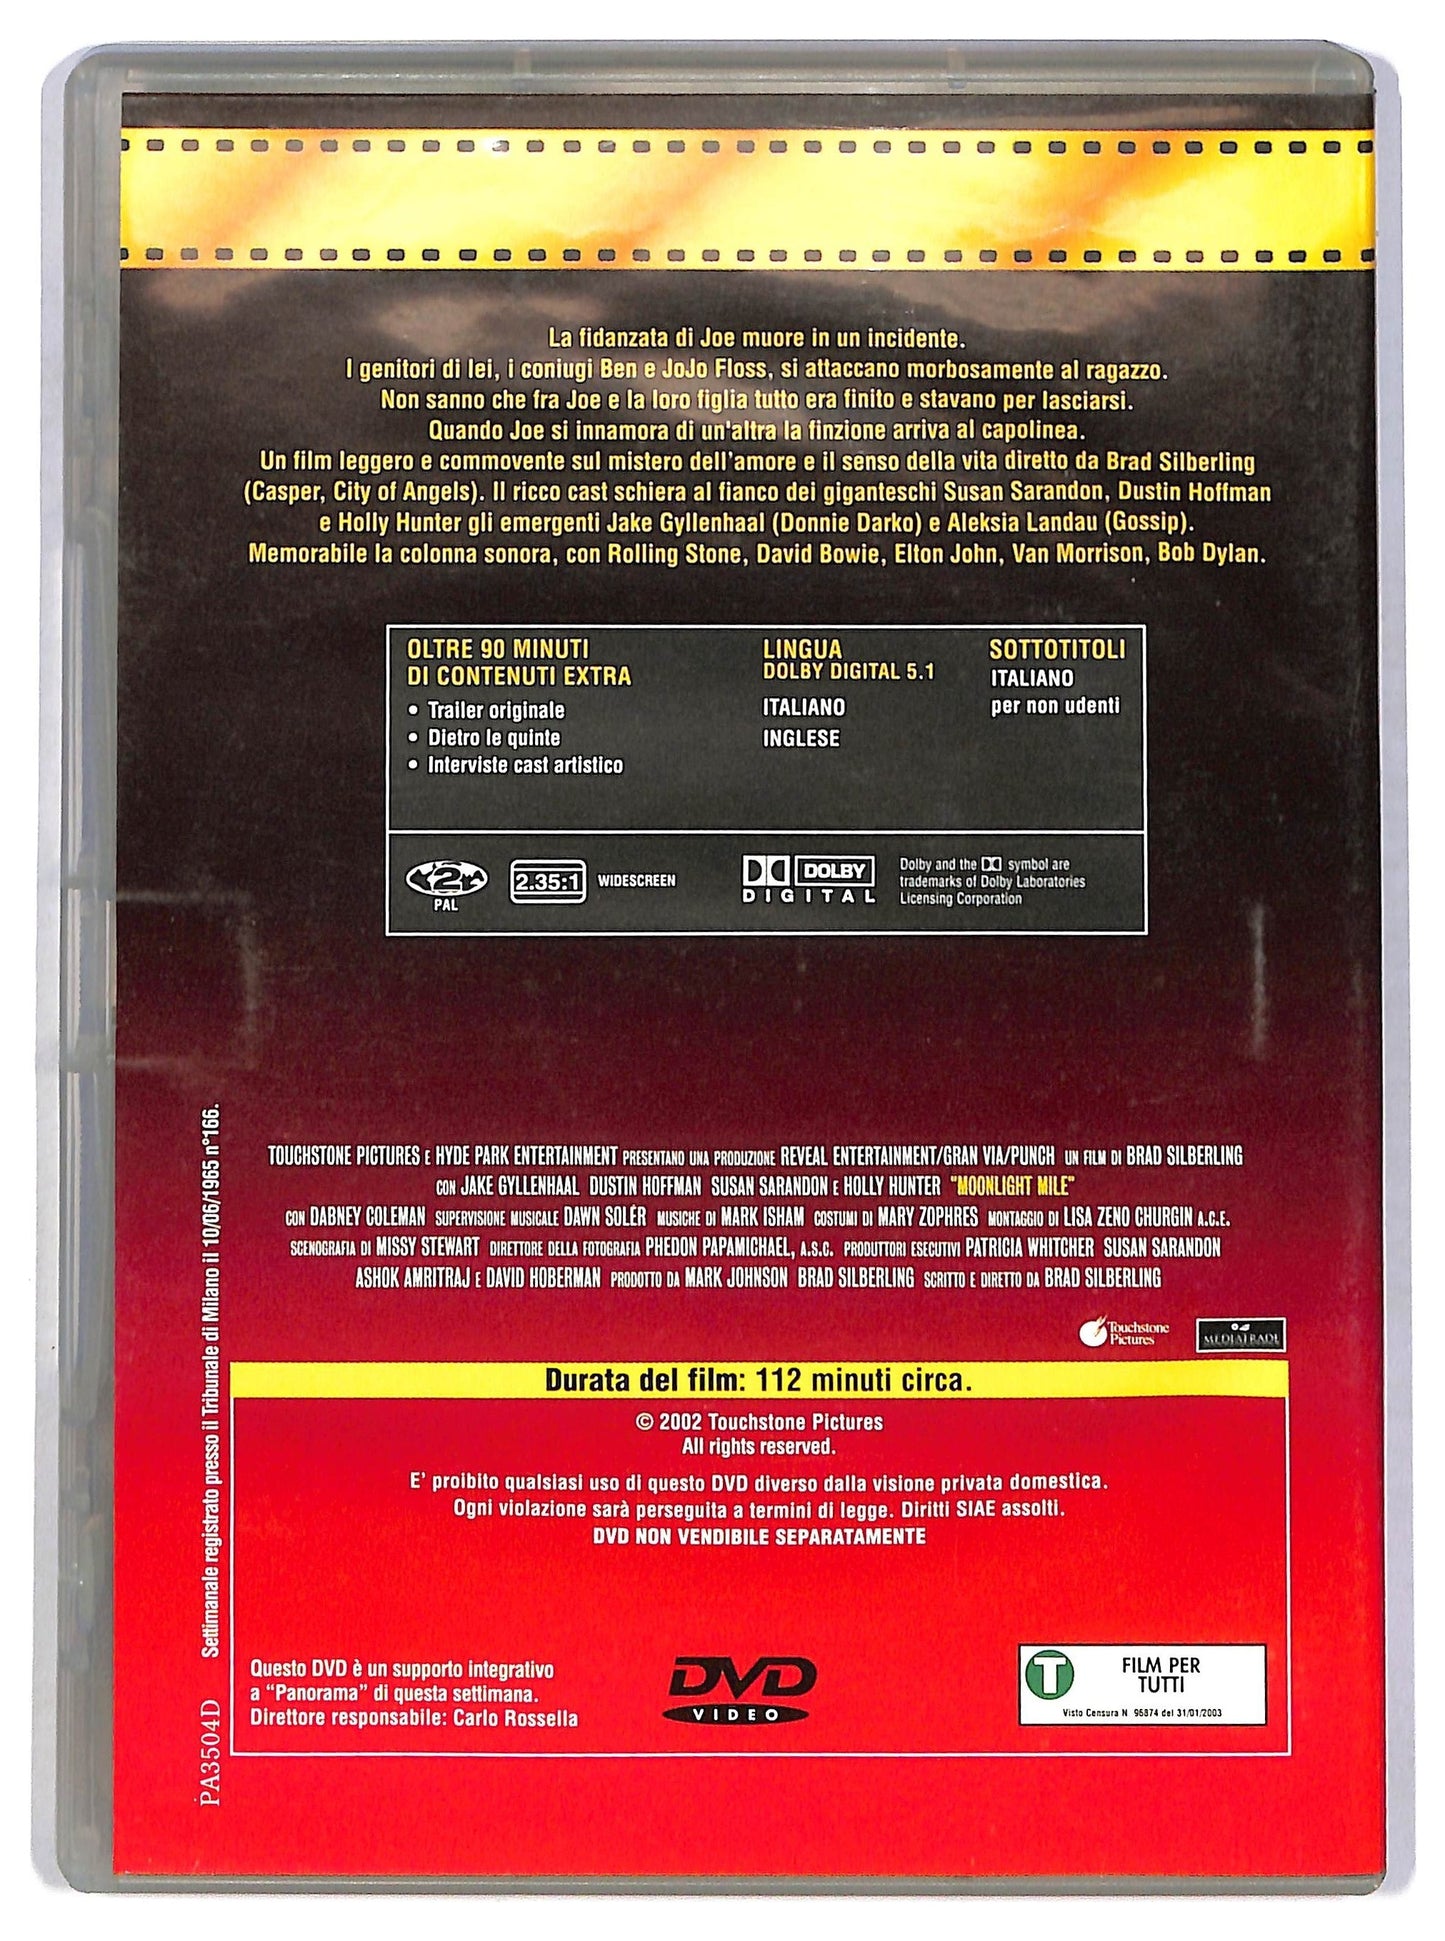 La fidanzata di Joe muore in un incidente.
I genitori di lei, i coniugi Ben e JoJo Floss, si attaccano morbosamente al ragazzo.
Non sanno che fra Joe e la loro figlia tutto era finito e stavano per lasciarsi.
Quando Joe si innamora di un'altra la finzione arriva al capolinea.
Un film leggero e commovente sul mistero dell'amore e il senso della vita diretto da Brad Silberling
(Casper, City of Angels). Il ricco cast schiera al fianco dei giganteschi Susan Sarandon, Dustin Hoffman
e Holly Hunter gli emergenti Jake Gyllenhaal (Donnie Darko) e Aleksia Landau (Gossip).
Memorabile la colonna sonora, con Rolling Stone, David Bowie, Elton John, Van Morrison, Bob Dylan.
OLTRE 90 MINUTI
DI CONTENUTI EXTRA
• Trailer originale
• Dietro le quinte
• Interviste cast artistico
LINGUA
DOLBY DIGITAL 5.1
ITALIANO
INGLESE
SOTTOTITOLI
ITALIANO
per non udenti
2
PAL
2.35:1 WIDESCREEN
DOLBY
DIGITAL
Dolby and the symbol are
trademarks of Dolby Laboratories
Licensing Corporation
TOUCHSTONE PICTURES E HYDE PARK ENTERTAINMENT PRESENTANO UNA PRODUZIONE REVEAL ENTERTAINMENT/GRAN VIA/PUNCH UN FILM DI BRAD SILBERLING
CON JAKE GYLLENHAAL DUSTIN HOFFMAN SUSAN SARANDON E HOLLY HUNTER "MOONLIGHT MILE"
CON DABNEY COLEMAN SUPERVISIONE MUSICALE DAWN SOLÉR MUSICHE DI MARK ISHAM COSTUMI DI MARY ZOPHRES MONTAGGIO DI LISA ZENO CHURGIN A.C.E.
SCENOGRAFIA DI MISSY STEWART DIRETTORE DELLA FOTOGRAFIA PHEDON PAPAMICHAEL, A.S.C. PRODUTTORI ESECUTIVI PATRICIA WHITCHER SUSAN SARANDON
ASHOK AMRITRAJ E DAVID HOBERMAN PRODOTTO DA MARK JOHNSON BRAD SILBERLING SCRITTO E DIRETTO DA BRAD SILBERLING
Touchstone
Pictures
MEDIATRADE
Durata del film: 112 minuti circa.
© 2002 Touchstone Pictures
All rights reserved.
E' proibito qualsiasi uso di questo DVD diverso dalla visione privata domestica.
Ogni violazione sarà perseguita a termini di legge. Diritti SIAE assolti.
DVD NON VENDIBILE SEPARATAMENTE
Questo DVD è un supporto integrativo
a "Panorama" di questa settimana.
Direttore responsabile: Carlo Rossella
DVD
VIDEO
T
FILM PER
TUTTI
Visto Censura N. 96874 del 31/01/2003
Settimanale registrato presso il Tribunale di Milano il 10/06/1965 n°166.
PA3504D